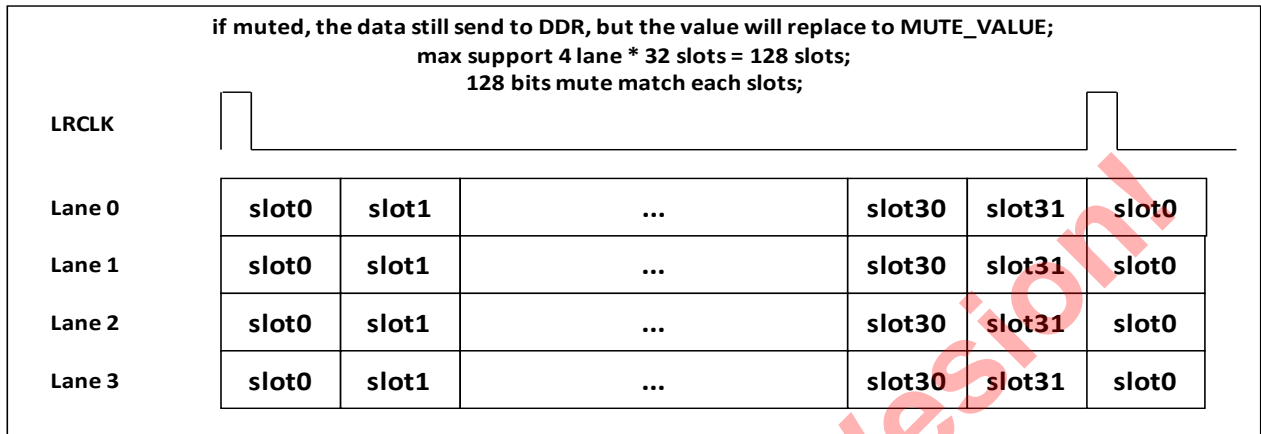 if muted, the data still send to DDR, but the value will replace to MUTE_VALUE;
max support 4 lane * 32 slots = 128 slots;
128 bits mute match each slots;
LRCLK
Lane 0 slot0 slot1 ... slot30 slot31 slot0
Lane 1 slot0 slot1 ... slot30 slot31 slot0
Lane 2 slot0 slot1 ... slot30 slot31 slot0
Lane 3 slot0 slot1 ... slot30 slot31 slot0
esion!